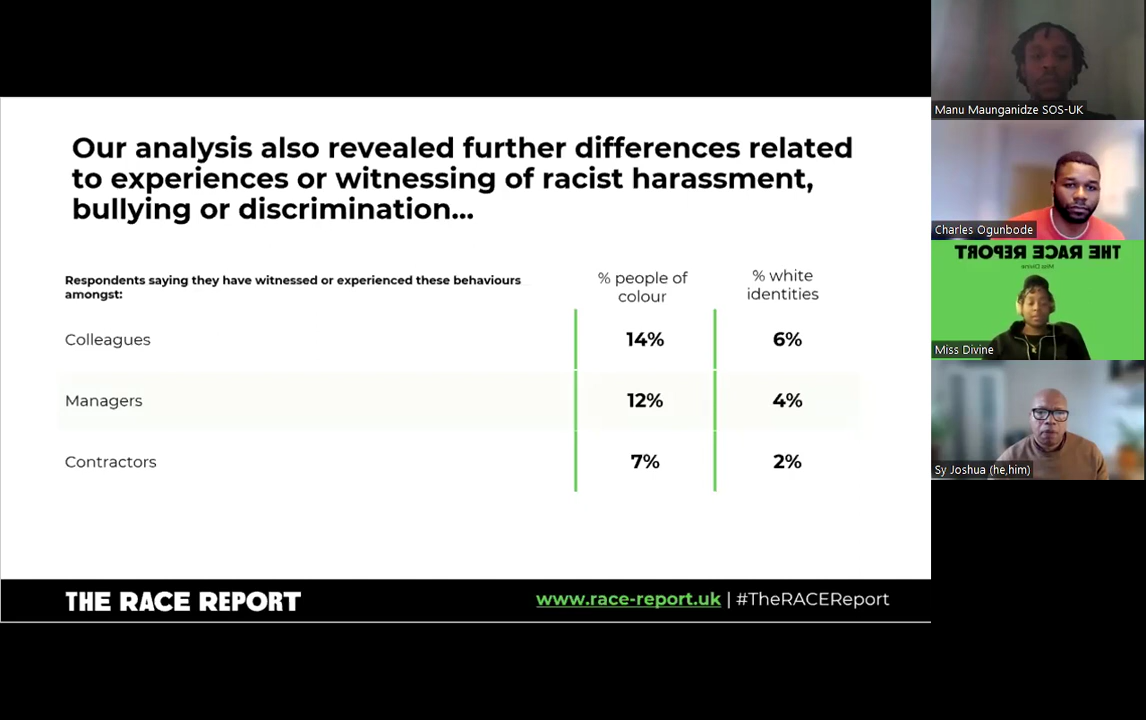 Our analysis also revealed further differences related
to experiences or witnessing of racist harassment,
bullying or discrimination...
Respondents saying they have witnessed or experienced these behaviours
amongst:
% people of
colour
% white
identities
Colleagues
14%
6%
Managers
12%
4%
Contractors
7%
2%
THE RACE REPORT
www.race-report.uk | #TheRACEReport
Manu Maunganidze SOS-UK
Charles Ogunbode
THE RACE REPORT
Miss Divine
Miss Divine
Sy Joshua (he,him)